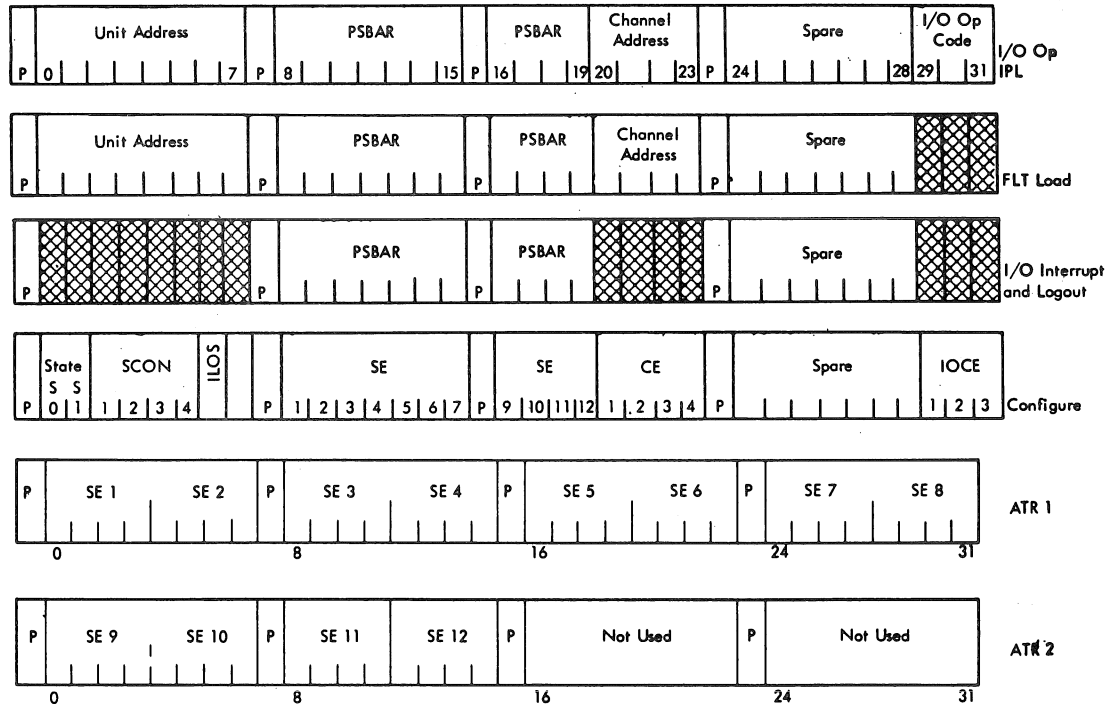 Unit Address PSBAR PSBAR Channel Address Spare I/O Op Code
P 0 7 P 8 15 P 16 19 20 23 P 24 28 29 31 I/O Op IPL
Unit Address PSBAR PSBAR Channel Address Spare
P P P P FLT Load
PSBAR PSBAR Spare
P P P P I/O Interrupt and Logout
State SCON ILOS SE SE CE Spare IOCE
S S
P 0 1 1 2 3 4 P 1 2 3 4 5 6 7 P 9 10 11 12 1 2 3 4 P 1 2 3 Configure
P SE 1 SE 2 P SE 3 SE 4 P SE 5 SE 6 P SE 7 SE 8 ATR 1
0 8 16 24 31
P SE 9 SE 10 P SE 11 SE 12 P Not Used P Not Used ATR 2
0 8 16 24 31